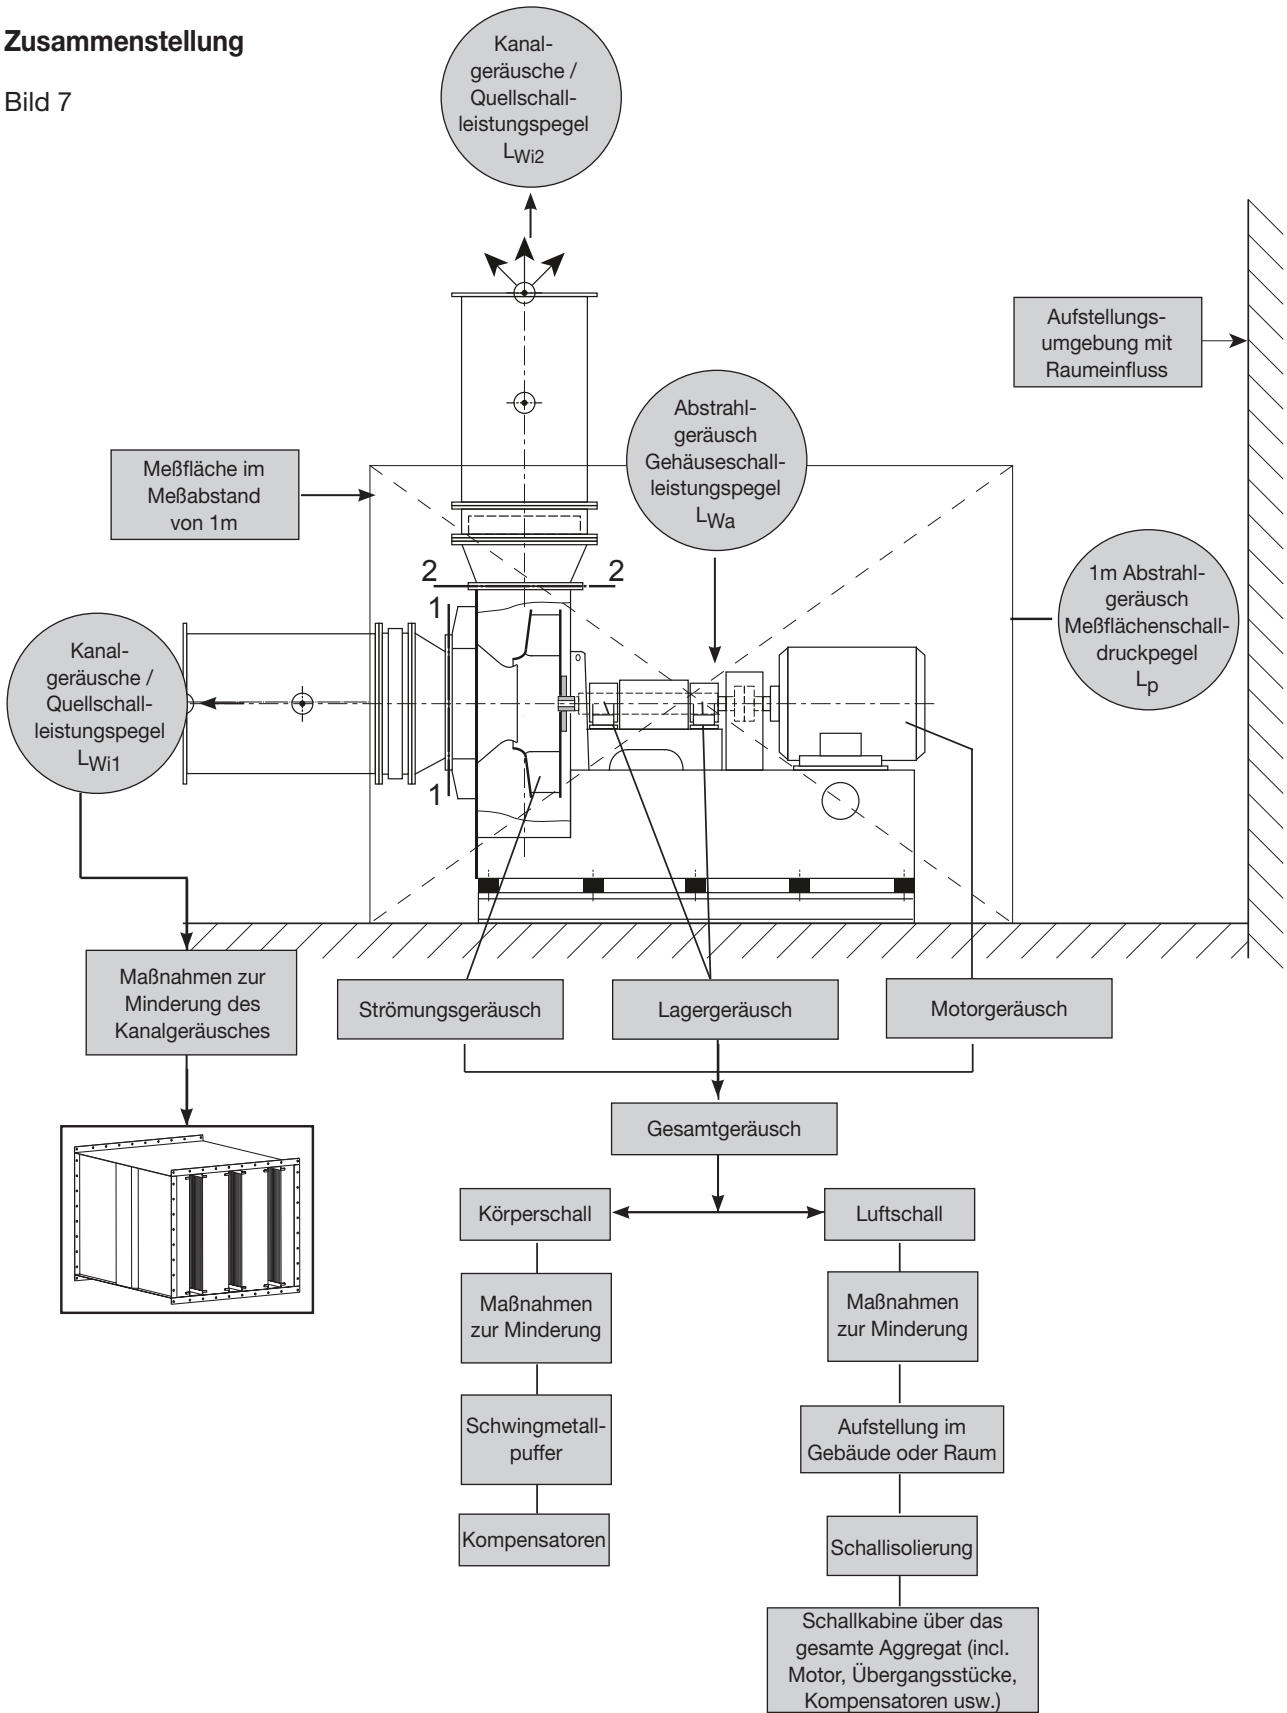 Zusammenstellung
Bild 7
Kanal-
geräusche /
Quellschall-
leistungspegel
LWi2
Aufstellungs-
umgebung mit
Raumeinfluss
Abstrahl-
geräusch
Gehäuseschall-
leistungspegel
LWa
Meßfläche im
Meßabstand
von 1m
2
2
1
1m Abstrahl-
geräusch
Meßflächenschall-
druckpegel
Lp
Kanal-
geräusche /
Quellschall-
leistungspegel
LWi1
1
Maßnahmen zur
Minderung des
Kanalgeräusches
Strömungsgeräusch
Lagergeräusch
Motorgeräusch
Gesamtgeräusch
Körperschall
Luftschall
Maßnahmen
zur Minderung
Maßnahmen
zur Minderung
Schwingmetall-
puffer
Aufstellung im
Gebäude oder Raum
Kompensatoren
Schallisolierung
Schallkabine über das
gesamte Aggregat (incl.
Motor, Übergangsstücke,
Kompensatoren usw.)